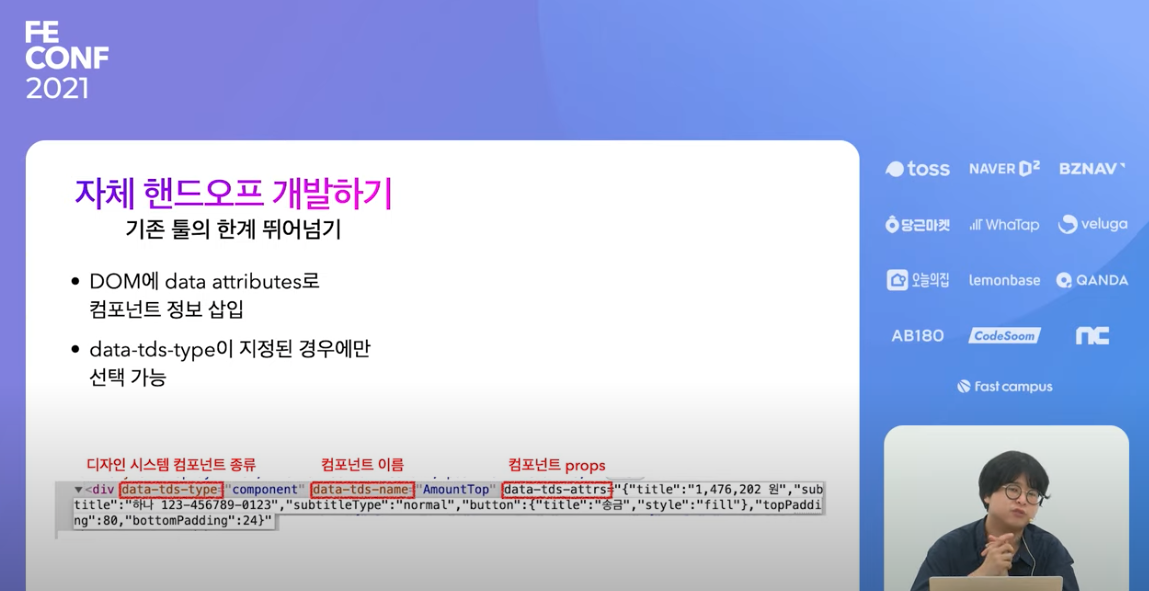 FE
CONF
2021
자체 핸드오프 개발하기
기존 툴의 한계 뛰어넘기
• DOM에 data attributes로
컴포넌트 정보 삽입
• data-tds-type이 지정된 경우에만
선택 가능
디자인 시스템 컴포넌트 종류 컴포넌트 이름 컴포넌트 props
▼<div data-tds-type="component" data-tds-name="AmountTop" data-tds-attrs="{"title":"1,476,202 원","sub
title":"하나 123-456789-0123","subtitleType":"normal","button":{"title":"송금","style":"fill"},"topPaddi
ng":80,"bottomPadding":24}"
toss NAVER D2 BZNAV
당근마켓 WhaTap veluga
오늘의집 lemonbase QANDA
AB180 CodeSoom nc
Fast campus